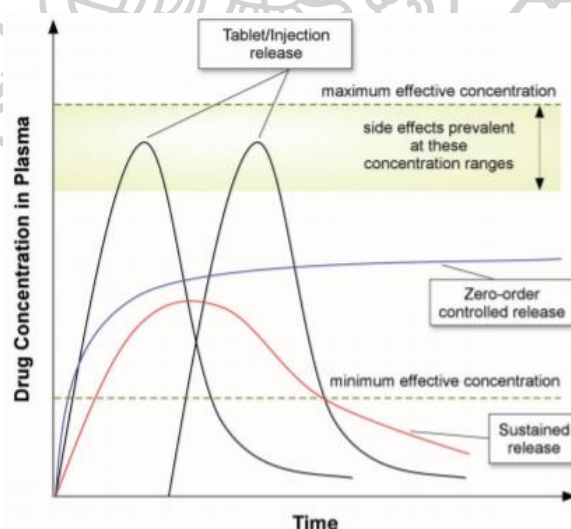 Tablet/Injection
release
maximum effective concentration
side effects prevalent
at these
concentration ranges
Zero-order
controlled release
minimum effective concentration
Sustained
release
Drug Concentration in Plasma
Time